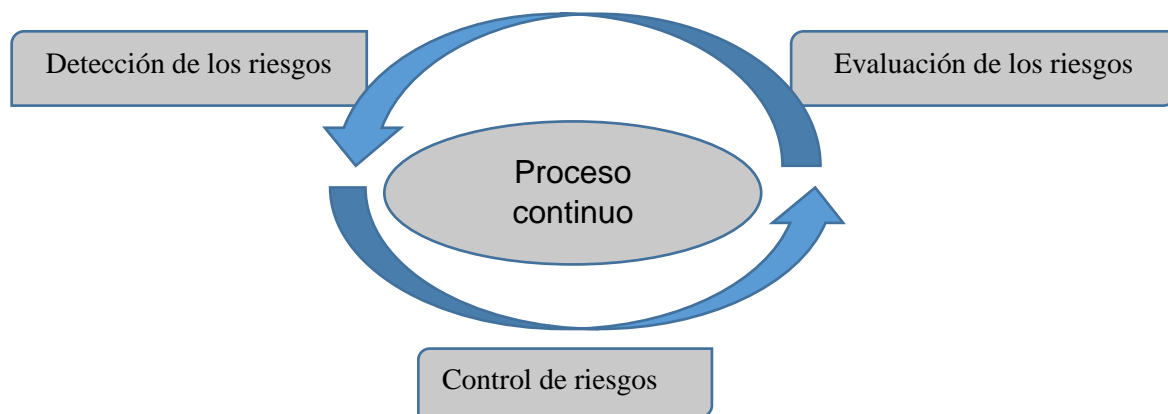 Detección de los riesgos
Evaluación de los riesgos
Proceso
continuo
Control de riesgos